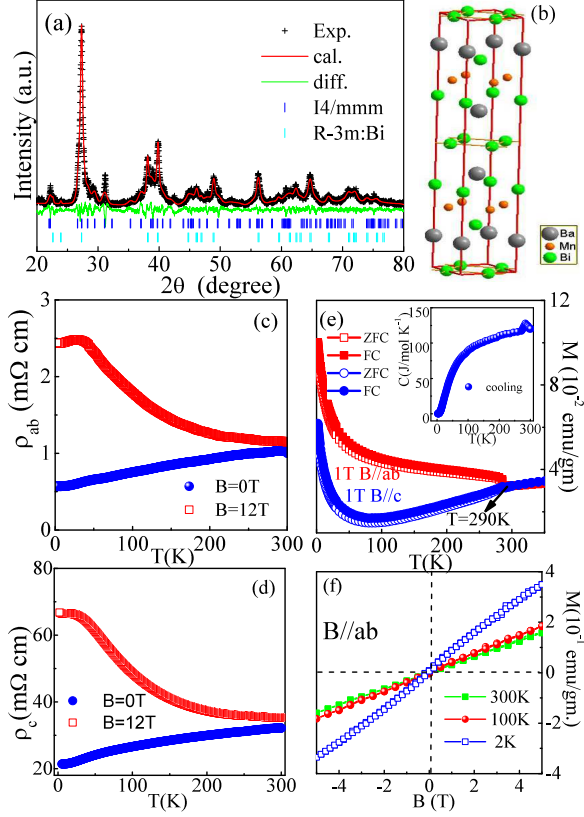 (a)
Exp.
cal.
diff.
I4/mmm
R-3m:Bi
Intensity (a.u.)
20 30 40 50 60 70 80
2θ (degree)
(b)
Ba
Mn
Bi
(c)
3
2
1
0
ρab (mΩ cm)
B=0T
B=12T
0 100 200 300
T(K)
(e)
ZFC
FC
ZFC
FC
1T B//ab
1T B//c
T=290K
C(J/mol K⁻¹)
150
100
50
0
cooling
0 100 200 300
T(K)
10
8
6
4
2
M (10⁻² emu/gm)
0 100 200 300
T(K)
(d)
80
60
40
20
ρc(mΩ cm)
B=0T
B=12T
0 100 200 300
T(K)
(f)
B//ab
300K
100K
2K
4
2
0
-2
-4
M(10⁻¹ emu/gm.)
-4 -2 0 2 4
B (T)